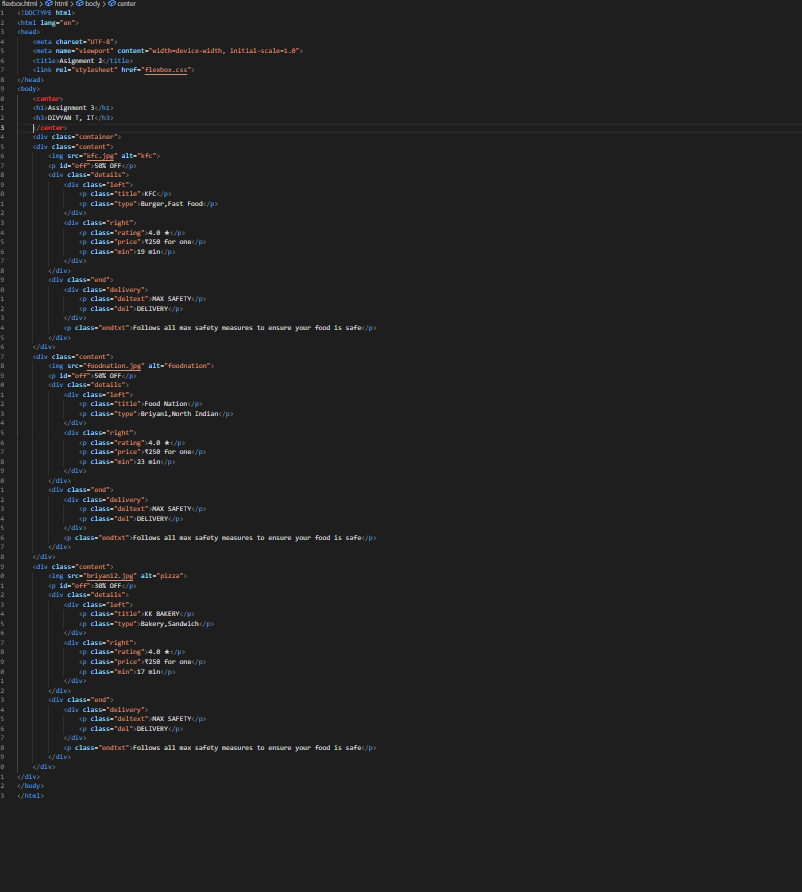 flexbox.html > html > body > center
1 <!DOCTYPE html>
2 <html lang="en">
3 <head>
4 <meta charset="UTF-8">
5 <meta name="viewport" content="width=device-width, initial-scale=1.0">
6 <title>Asignment 2</title>
7 <link rel="stylesheet" href="flexbox.css">
8 </head>
9 <body>
0 <center>
1 <h1>Assignment 3</h1>
2 <h3>DIVYAN T, IT</h3>
3 </center>
4 <div class="container">
5 <div class="content">
6 <img src="kfc.jpg" alt="kfc">
7 <p id="off">50% OFF</p>
8 <div class="details">
9 <div class="left">
0 <p class="title">KFC</p>
1 <p class="type">Burger,Fast Food</p>
2 </div>
3 <div class="right">
4 <p class="rating">4.0 ★</p>
5 <p class="price">₹250 for one</p>
6 <p class="min">19 min</p>
7 </div>
8 </div>
9 <div class="end">
0 <div class="delivery">
1 <p class="deltext">MAX SAFETY</p>
2 <p class="del">DELIVERY</p>
3 </div>
4 <p class="endtxt">Follows all max safety measures to ensure your food is safe</p>
5 </div>
6 </div>
7 <div class="content">
8 <img src="foodnation.jpg" alt="foodnation">
9 <p id="off">50% OFF</p>
0 <div class="details">
1 <div class="left">
2 <p class="title">Food Nation</p>
3 <p class="type">Briyani,North Indian</p>
4 </div>
5 <div class="right">
6 <p class="rating">4.0 ★</p>
7 <p class="price">₹250 for one</p>
8 <p class="min">23 min</p>
9 </div>
0 </div>
1 <div class="end">
2 <div class="delivery">
3 <p class="deltext">MAX SAFETY</p>
4 <p class="del">DELIVERY</p>
5 </div>
6 <p class="endtxt">Follows all max safety measures to ensure your food is safe</p>
7 </div>
8 </div>
9 <div class="content">
0 <img src="briyani2.jpg" alt="pizza">
1 <p id="off">30% OFF</p>
2 <div class="details">
3 <div class="left">
4 <p class="title">KK BAKERY</p>
5 <p class="type">Bakery,Sandwich</p>
6 </div>
7 <div class="right">
8 <p class="rating">4.0 ★</p>
9 <p class="price">₹250 for one</p>
0 <p class="min">17 min</p>
1 </div>
2 </div>
3 <div class="end">
4 <div class="delivery">
5 <p class="deltext">MAX SAFETY</p>
6 <p class="del">DELIVERY</p>
7 </div>
8 <p class="endtxt">Follows all max safety measures to ensure your food is safe</p>
9 </div>
0 </div>
1 </div>
2 </body>
3 </html>